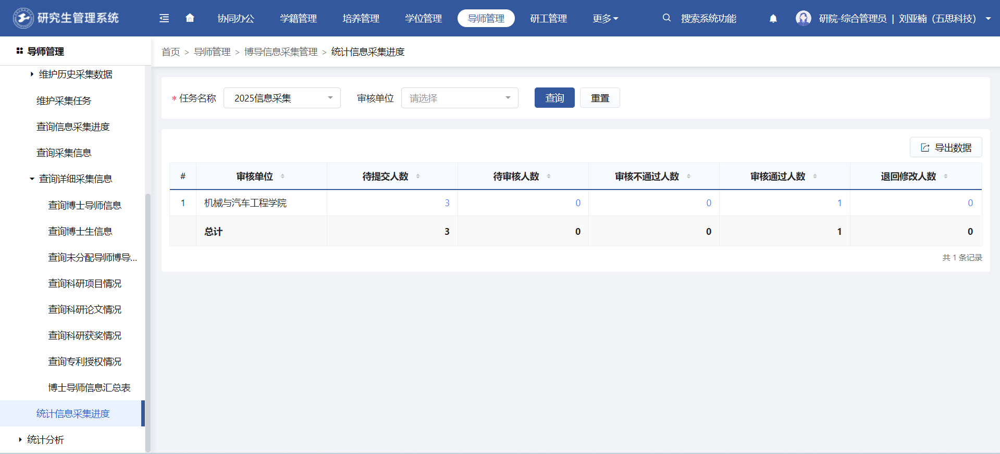 研究生管理系统
协同办公 学籍管理 培养管理 学位管理 导师管理 研工管理 更多 搜索系统功能 研院-综合管理员 | 刘亚楠（五思科技）
导师管理
维护历史采集数据
维护采集任务
查询信息采集进度
查询采集信息
查询详细采集信息
查询博士导师信息
查询博士生信息
查询未分配导师博导...
查询科研项目情况
查询科研论文情况
查询科研获奖情况
查询专利授权情况
博士导师信息汇总表
统计信息采集进度
统计分析
首页 > 导师管理 > 博导信息采集管理 > 统计信息采集进度
* 任务名称 2025信息采集 审核单位 请选择 查询 重置
导出数据
# 审核单位 待提交人数 待审核人数 审核不通过人数 审核通过人数 退回修改人数
1 机械与汽车工程学院 3 0 0 1 0
总计 3 0 0 1 0
共 1 条记录